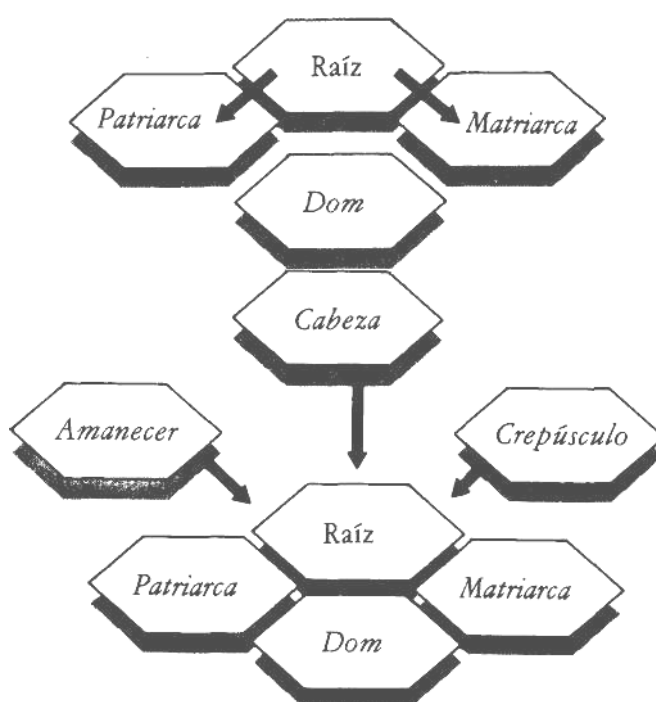 Raíz
Patriarca
Matriarca
Dom
Cabeza
Amanecer
Crepúsculo
Raíz
Patriarca
Matriarca
Dom